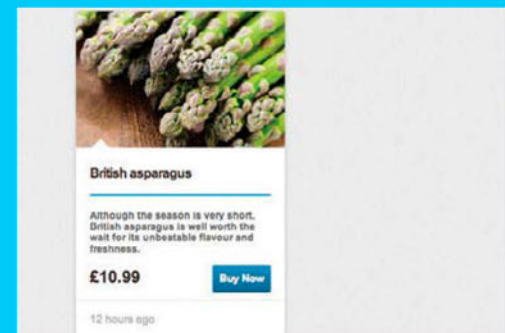 British asparagus
Although the season is very short,
British asparagus is well worth the
wait for its unbeatable flavour and
freshness.
£10.99
Buy Now
12 hours ago